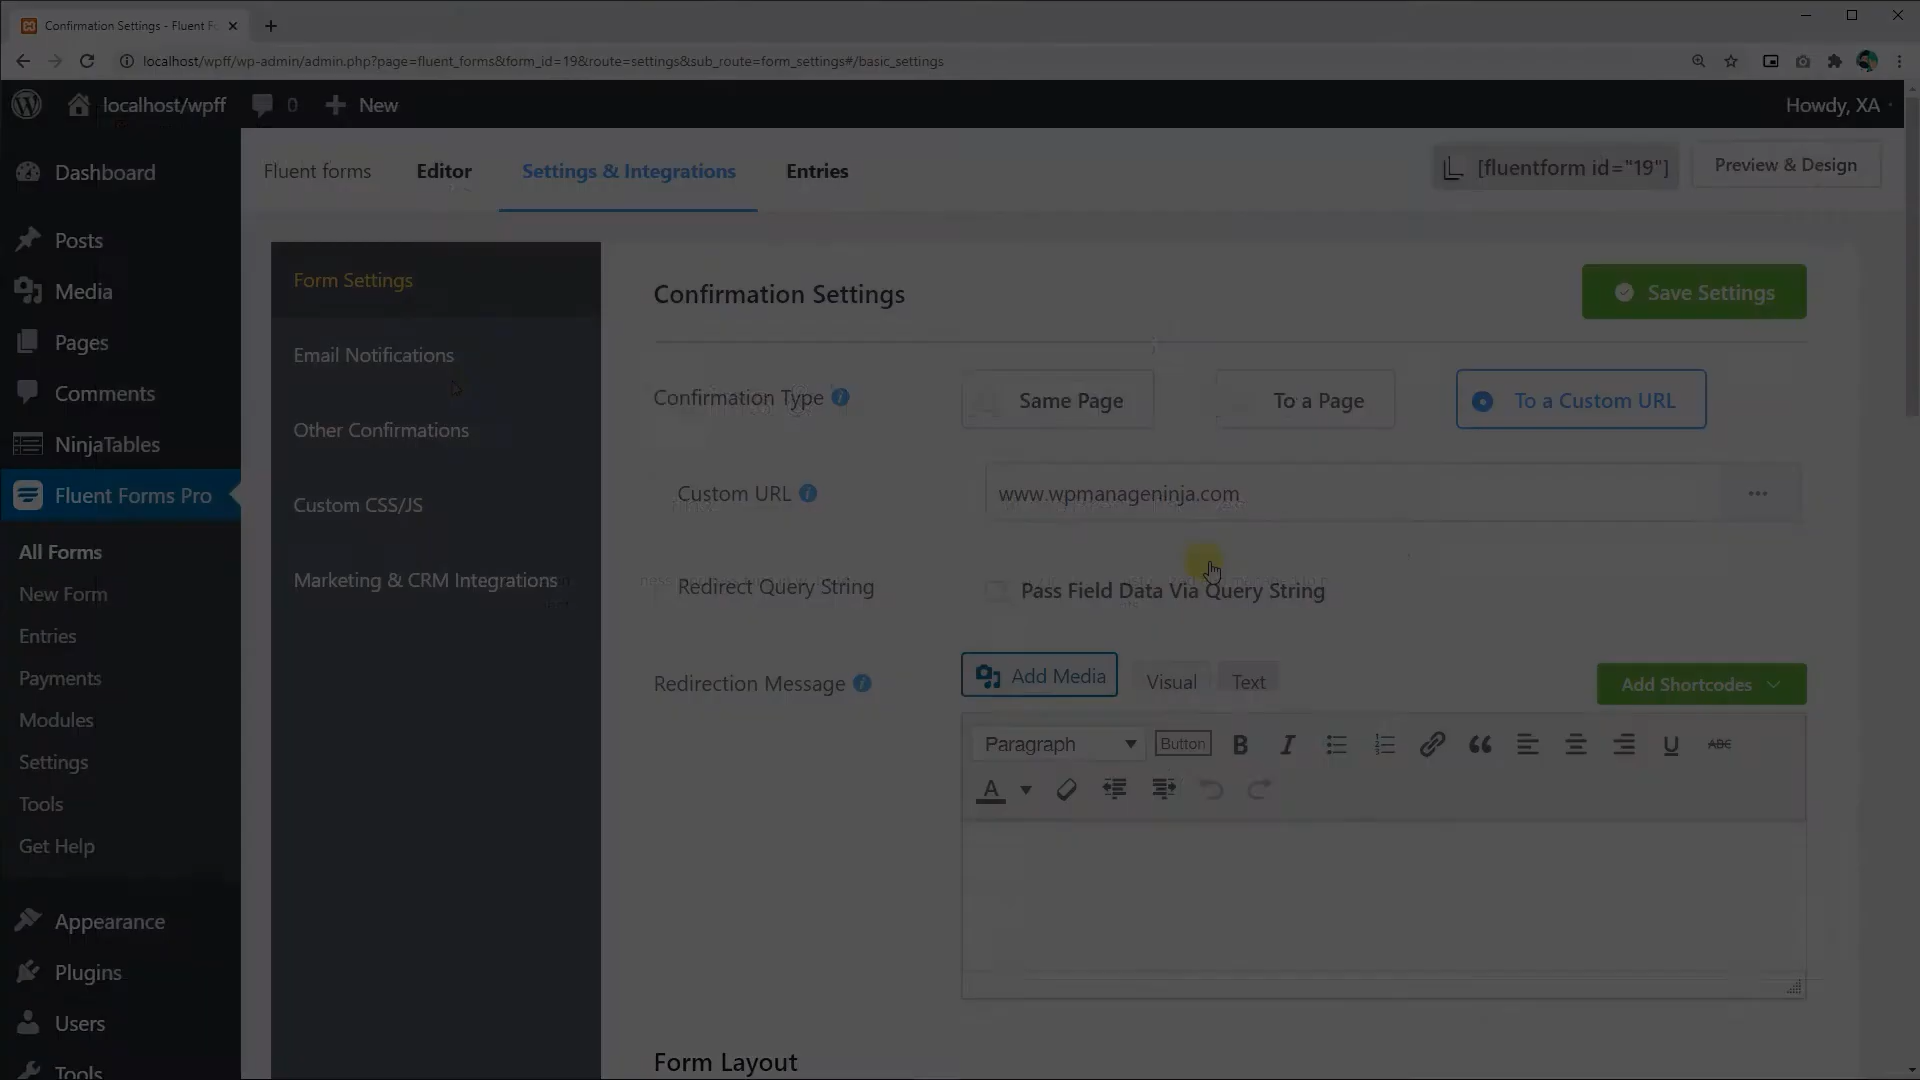 Confirmation Settings - Fluent F
localhost/wpff/wp-admin/admin.php?page=fluent_forms&form_id=19&route=settings&sub_route=form_settings#/basic_settings
localhost/wpff 0 New Howdy, XA
Dashboard
Posts
Media
Pages
Comments
NinjaTables
Fluent Forms Pro
All Forms
New Form
Entries
Payments
Modules
Settings
Tools
Get Help
Appearance
Plugins
Users
Tools
Fluent forms Editor Settings & Integrations Entries [fluentform id="19"] Preview & Design
Form Settings
Email Notifications
Other Confirmations
Custom CSS/JS
Marketing & CRM Integrations
Confirmation Settings Save Settings
Confirmation Type Same Page To a Page To a Custom URL
Custom URL www.wpmanageninja.com ...
Redirect Query String Pass Field Data Via Query String
Redirection Message Add Media Visual Text Add Shortcodes
Paragraph Button B I U ABC
A
Form Layout